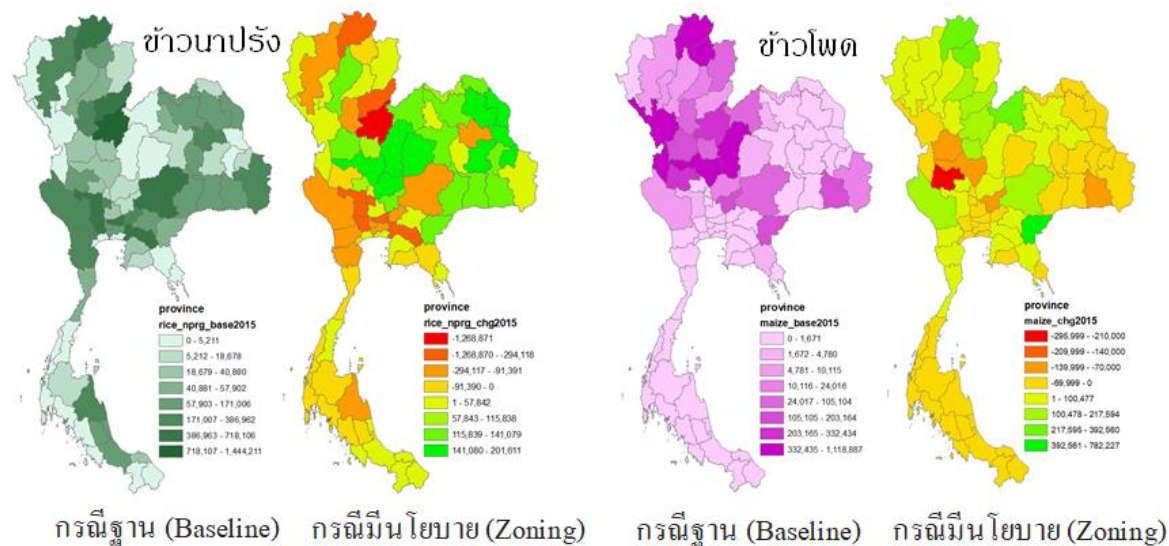 ข้าวนาปรัง
ข้าวโพด
province
rice_nprg_base2015
0 - 5,211
5,212 - 18,678
18,679 - 40,880
40,881 - 57,902
57,903 - 171,006
171,007 - 386,962
386,963 - 718,106
718,107 - 1,444,211
province
rice_nprg_chg2015
-1,268,871
-1,268,870 - -294,118
-294,117 - -91,391
-91,390 - 0
1 - 57,842
57,843 - 115,838
115,839 - 141,079
141,080 - 201,611
province
maize_base2015
0 - 1,671
1,672 - 4,780
4,781 - 10,115
10,116 - 24,016
24,017 - 105,104
105,105 - 203,164
203,165 - 332,434
332,435 - 1,118,887
province
maize_chg2015
-295,999 - -210,000
-209,999 - -140,000
-139,999 - -70,000
-69,999 - 0
1 - 100,477
100,478 - 217,594
217,595 - 392,560
392,561 - 782,227
กรณีฐาน (Baseline)
กรณีมีนโยบาย (Zoning)
กรณีฐาน (Baseline)
กรณีมีนโยบาย (Zoning)